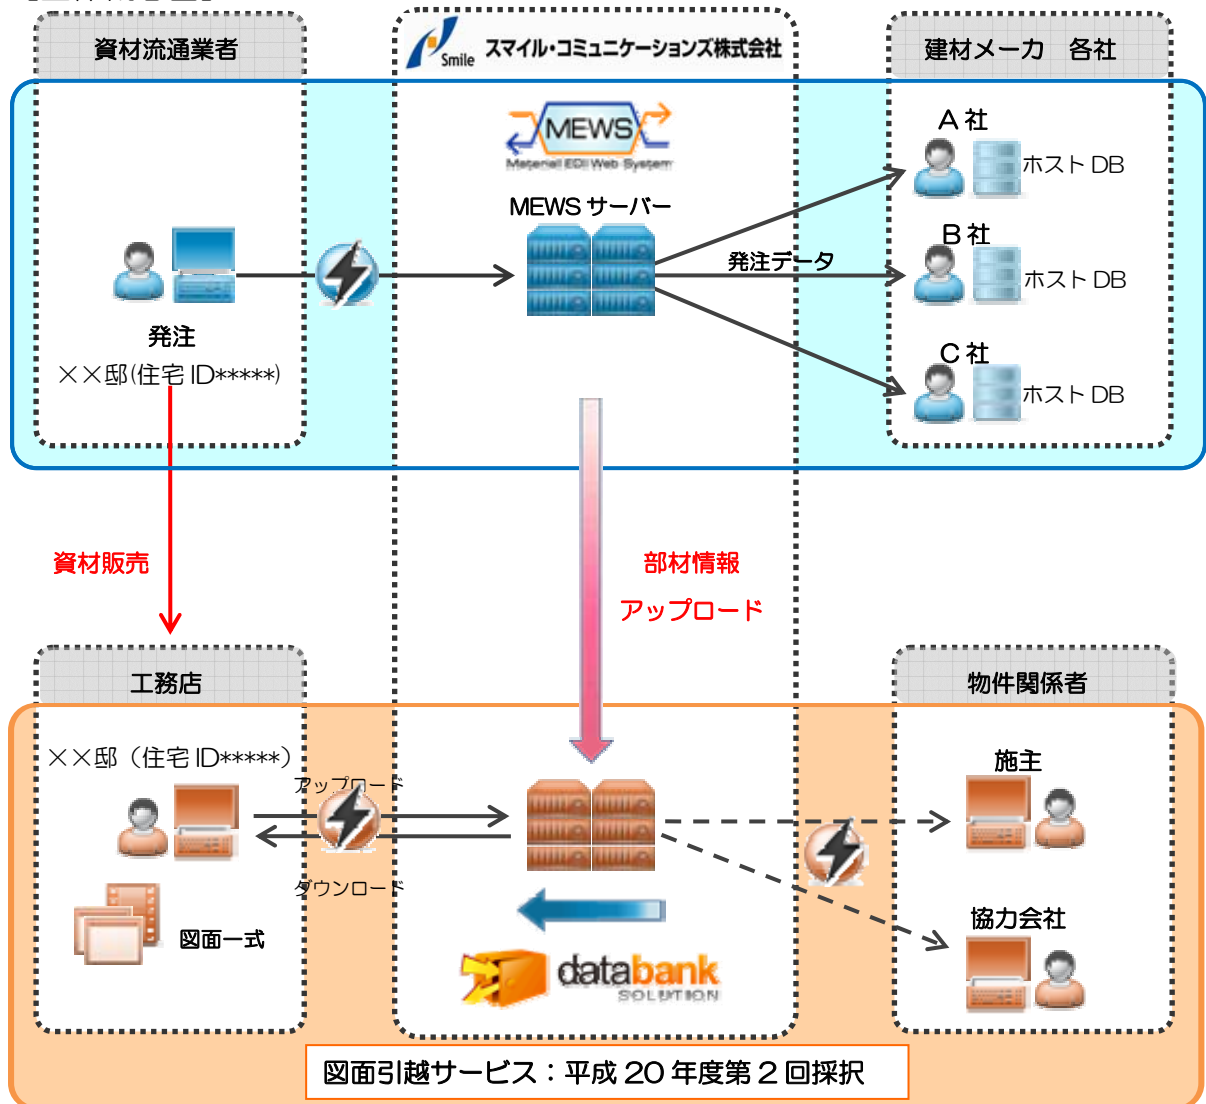 資材流通業者
Smile スマイル・コミュニケーションズ株式会社
建材メーカ 各社
MEWS
Material EDI Web System
MEWS サーバー
A 社
ホスト DB
B 社
ホスト DB
C 社
ホスト DB
発注データ
発注
××邸(住宅 ID*****)
資材販売
部材情報
アップロード
工務店
××邸（住宅 ID*****）
アップロード
ダウンロード
図面一式
databank
SOLUTION
物件関係者
施主
協力会社
図面引越サービス：平成 20 年度第 2 回採択